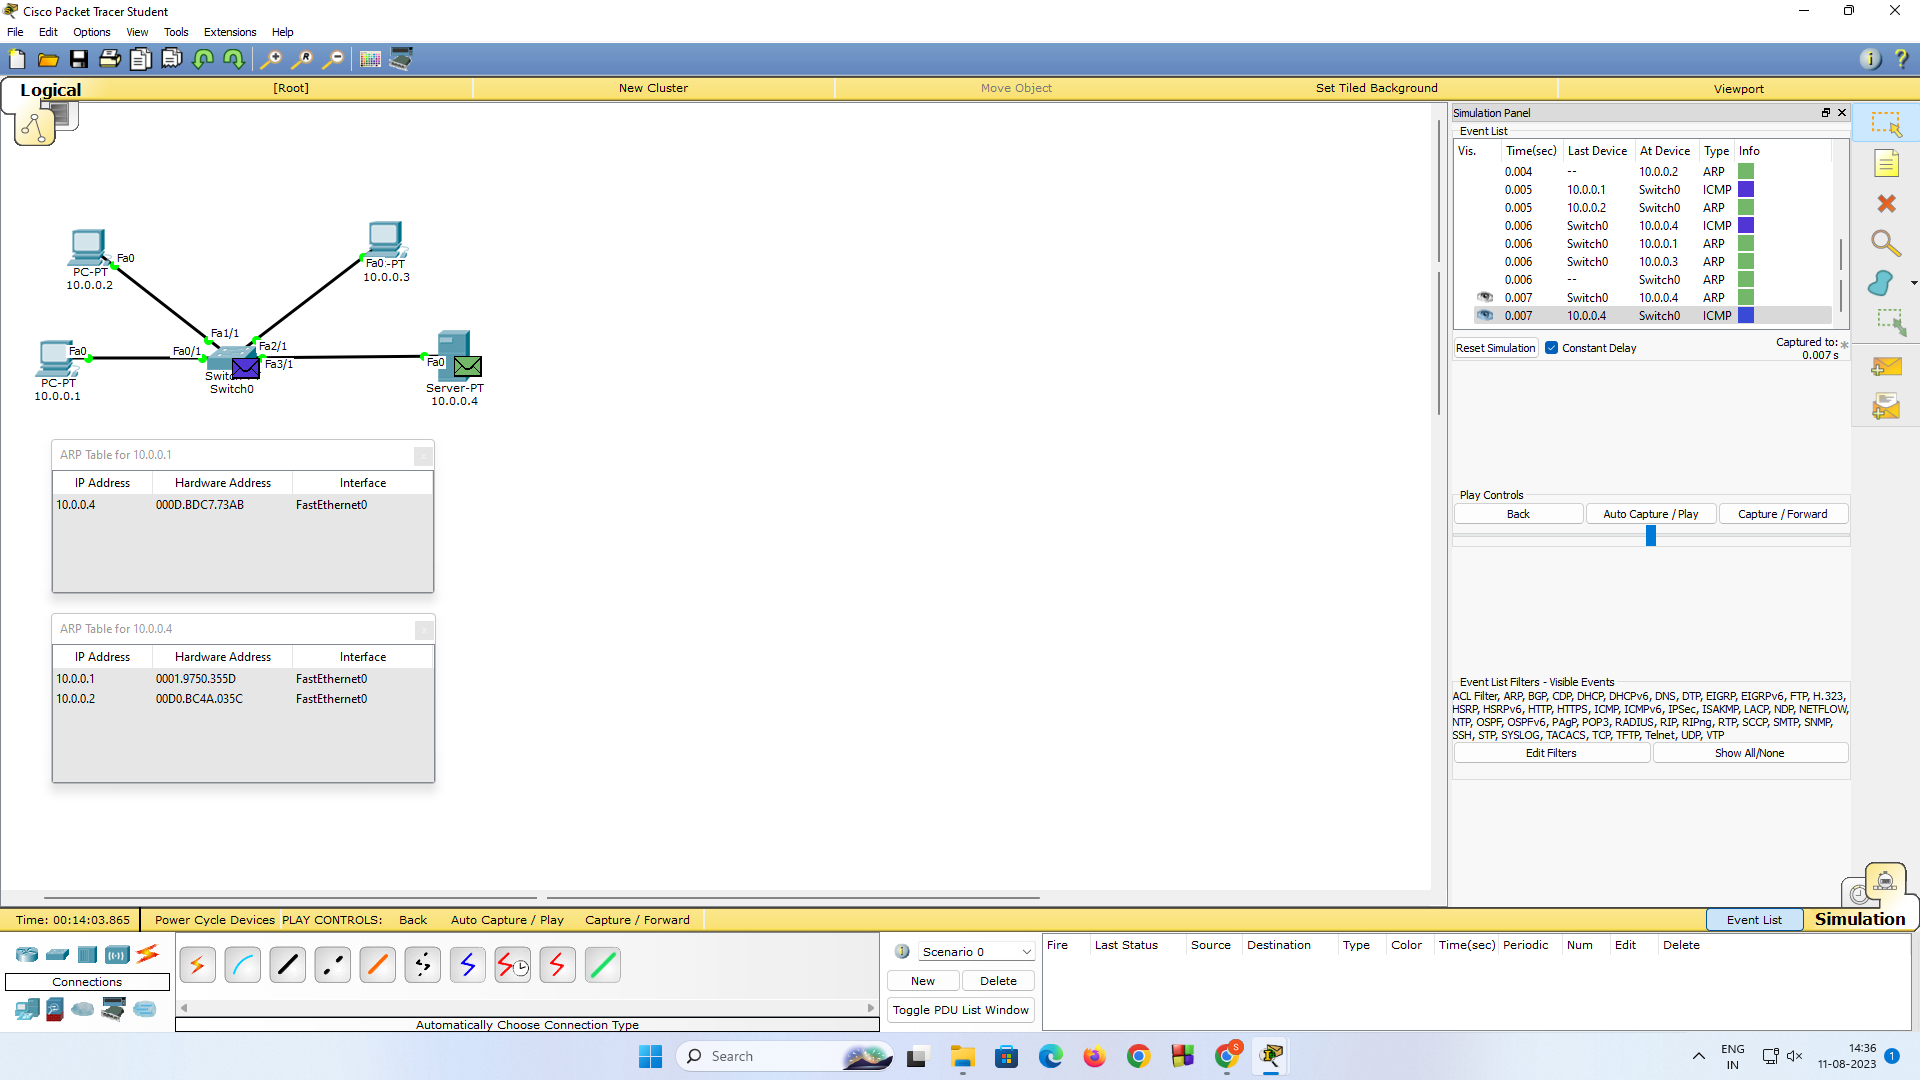 Cisco Packet Tracer Student
File Edit Options View Tools Extensions Help
Logical [Root] New Cluster Move Object Set Tiled Background Viewport
Fa0
PC-PT
10.0.0.2
Fa0 -PT
10.0.0.3
Fa1/1
Fa2/1
Fa0/1
Fa3/1
Fa0
PC-PT
10.0.0.1
Switc
Switch0
Fa0
Server-PT
10.0.0.4
ARP Table for 10.0.0.1
IP Address Hardware Address Interface
10.0.0.4 000D.BDC7.73AB FastEthernet0
ARP Table for 10.0.0.4
IP Address Hardware Address Interface
10.0.0.1 0001.9750.355D FastEthernet0
10.0.0.2 00D0.BC4A.035C FastEthernet0
Simulation Panel
Event List
Vis. Time(sec) Last Device At Device Type Info
0.004 -- 10.0.0.2 ARP
0.005 10.0.0.1 Switch0 ICMP
0.005 10.0.0.2 Switch0 ARP
0.006 Switch0 10.0.0.4 ICMP
0.006 Switch0 10.0.0.1 ARP
0.006 Switch0 10.0.0.3 ARP
0.006 -- Switch0 ARP
0.007 Switch0 10.0.0.4 ARP
0.007 10.0.0.4 Switch0 ICMP
Reset Simulation Constant Delay Captured to: *
0.007 s
Play Controls
Back Auto Capture / Play Capture / Forward
Event List Filters - Visible Events
ACL Filter, ARP, BGP, CDP, DHCP, DHCPv6, DNS, DTP, EIGRP, EIGRPv6, FTP, H.323,
HSRP, HSRPv6, HTTP, HTTPS, ICMP, ICMPv6, IPSec, ISAKMP, LACP, NDP, NETFLOW,
NTP, OSPF, OSPFv6, PAgP, POP3, RADIUS, RIP, RIPng, RTP, SCCP, SMTP, SNMP,
SSH, STP, SYSLOG, TACACS, TCP, TFTP, Telnet, UDP, VTP
Edit Filters Show All/None
Time: 00:14:03.865 Power Cycle Devices PLAY CONTROLS: Back Auto Capture / Play Capture / Forward Event List Simulation
Connections
Automatically Choose Connection Type
Scenario 0
New Delete
Toggle PDU List Window
Fire Last Status Source Destination Type Color Time(sec) Periodic Num Edit Delete
Search
S
ENG
IN
14:36
11-08-2023
1